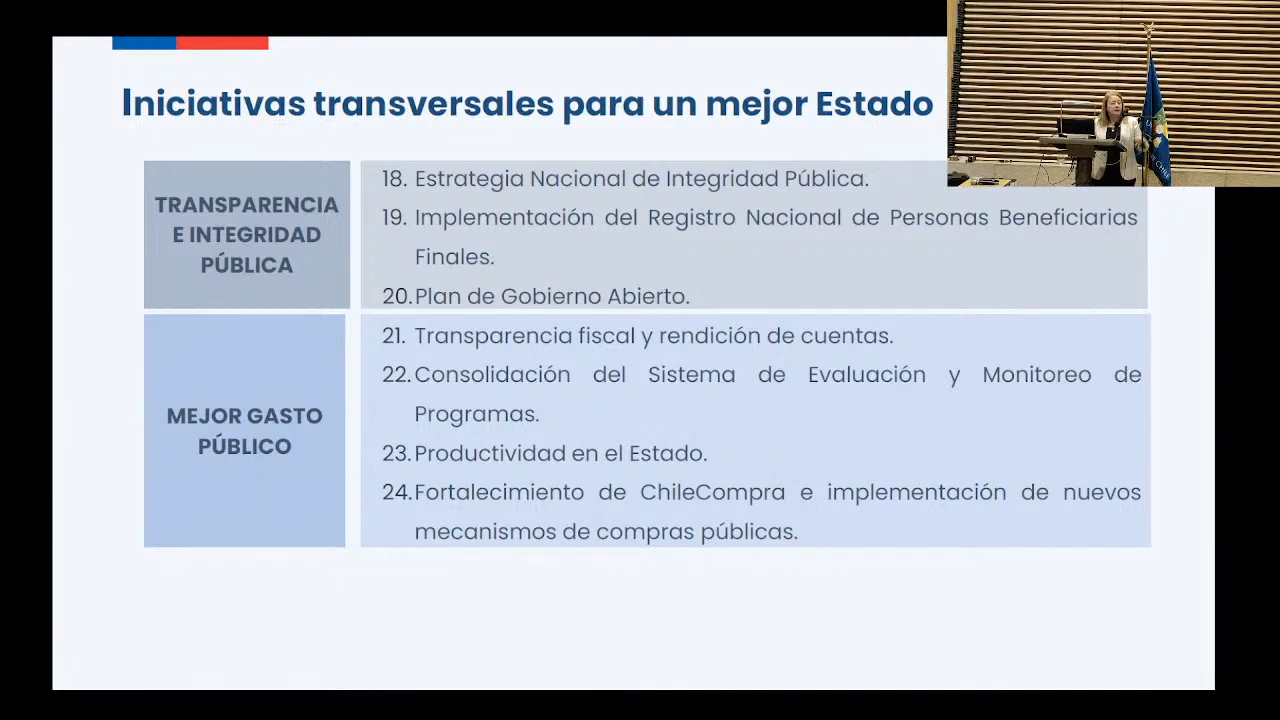 Iniciativas transversales para un mejor Estado
TRANSPARENCIA
E INTEGRIDAD
PÚBLICA
18. Estrategia Nacional de Integridad Pública.
19. Implementación del Registro Nacional de Personas Beneficiarias
Finales.
20. Plan de Gobierno Abierto.
MEJOR GASTO
PÚBLICO
21. Transparencia fiscal y rendición de cuentas.
22. Consolidación del Sistema de Evaluación y Monitoreo de
Programas.
23. Productividad en el Estado.
24. Fortalecimiento de ChileCompra e implementación de nuevos
mecanismos de compras públicas.